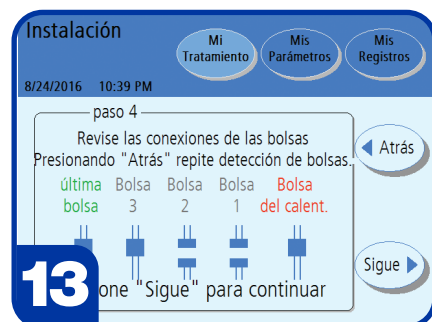 Instalación
Mi
Tratamiento
Mis
Parámetros
Mis
Registros
8/24/2016 10:39 PM
paso 4
Revise las conexiones de las bolsas
Presionando "Atrás" repite detección de bolsas.
Atrás
última Bolsa Bolsa Bolsa Bolsa
bolsa 3 2 1 del calent.
Sigue
13
one "Sigue" para continuar